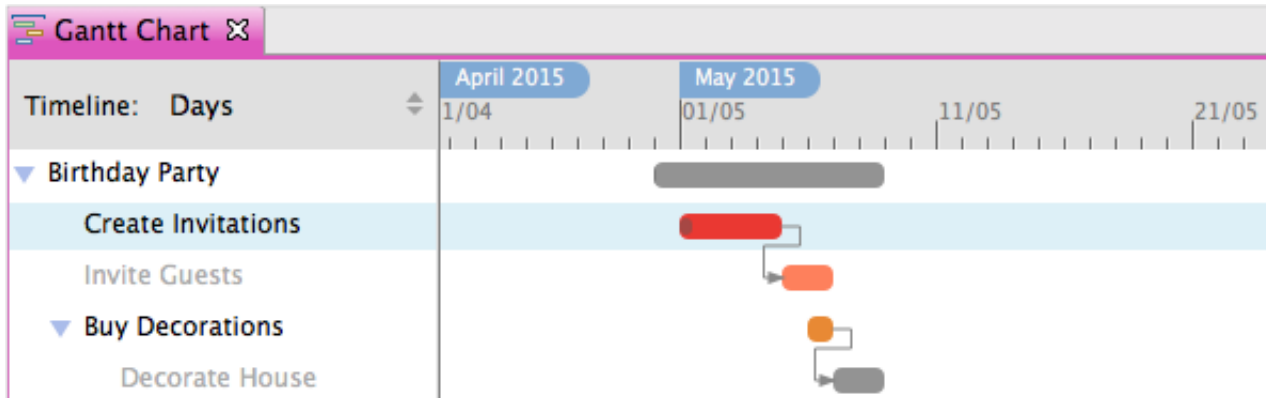 Gantt Chart
April 2015 May 2015
Timeline: Days 1/04 01/05 11/05 21/05
Birthday Party
Create Invitations
Invite Guests
Buy Decorations
Decorate House